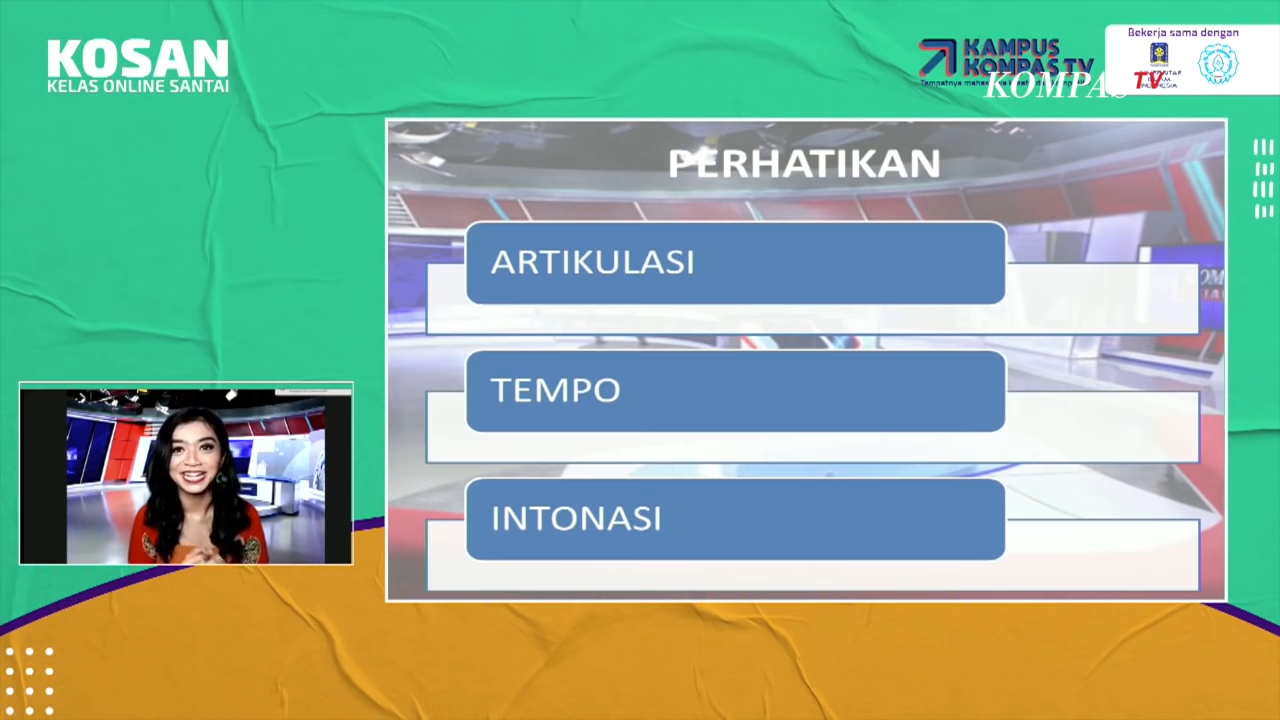 KOSAN
KELAS ONLINE SANTAI
KAMPUS
KOMPAS TV
Bekerja sama dengan
KOMPAS TV
PERHATIKAN
ARTIKULASI
TEMPO
INTONASI